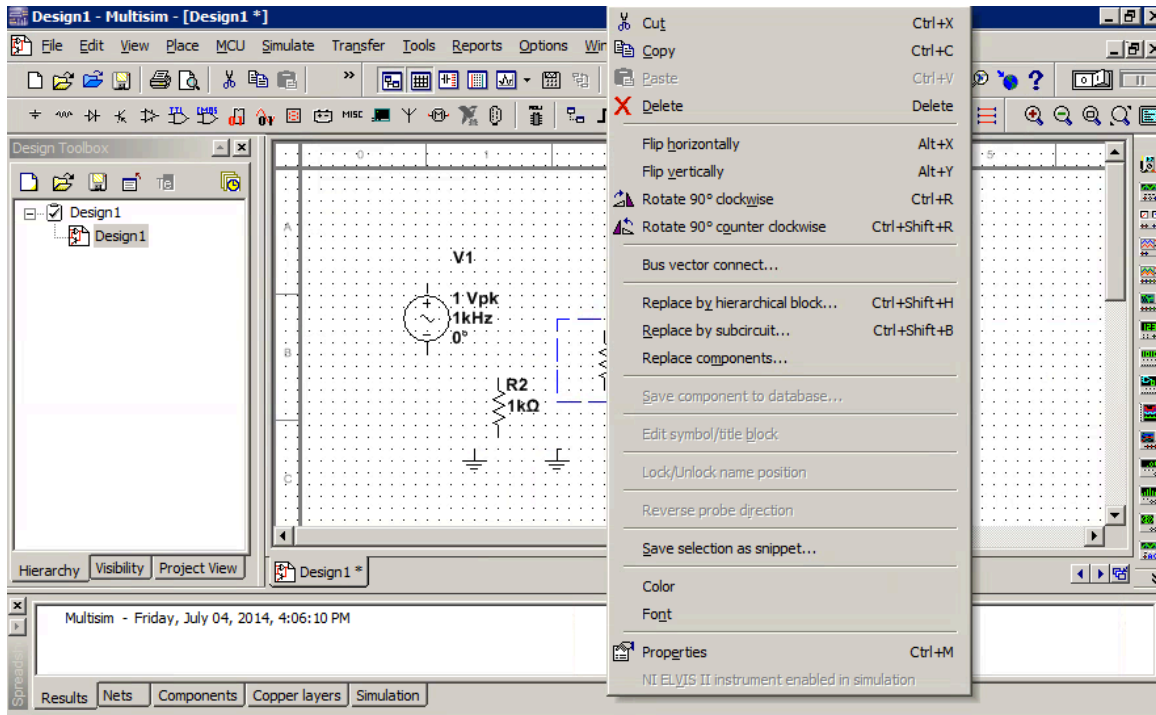 Design1 - Multisim - [Design1 *]
File Edit View Place MCU Simulate Transfer Tools Reports Options
MISC
Design Toolbox
Design1
Design1
Hierarchy Visibility Project View
0 1 5
A
B
C
V1
1 Vpk
1kHz
0°
R2
1kΩ
Design1 *
Cut Ctrl+X
Copy Ctrl+C
Paste Ctrl+V
Delete Delete
Flip horizontally Alt+X
Flip vertically Alt+Y
Rotate 90° clockwise Ctrl+R
Rotate 90° counter clockwise Ctrl+Shift+R
Bus vector connect...
Replace by hierarchical block... Ctrl+Shift+H
Replace by subcircuit... Ctrl+Shift+B
Replace components...
Save component to database...
Edit symbol/title block
Lock/Unlock name position
Reverse probe direction
Save selection as snippet...
Color
Font
Properties Ctrl+M
NI ELVIS II instrument enabled in simulation
Multisim - Friday, July 04, 2014, 4:06:10 PM
Results Nets Components Copper layers Simulation